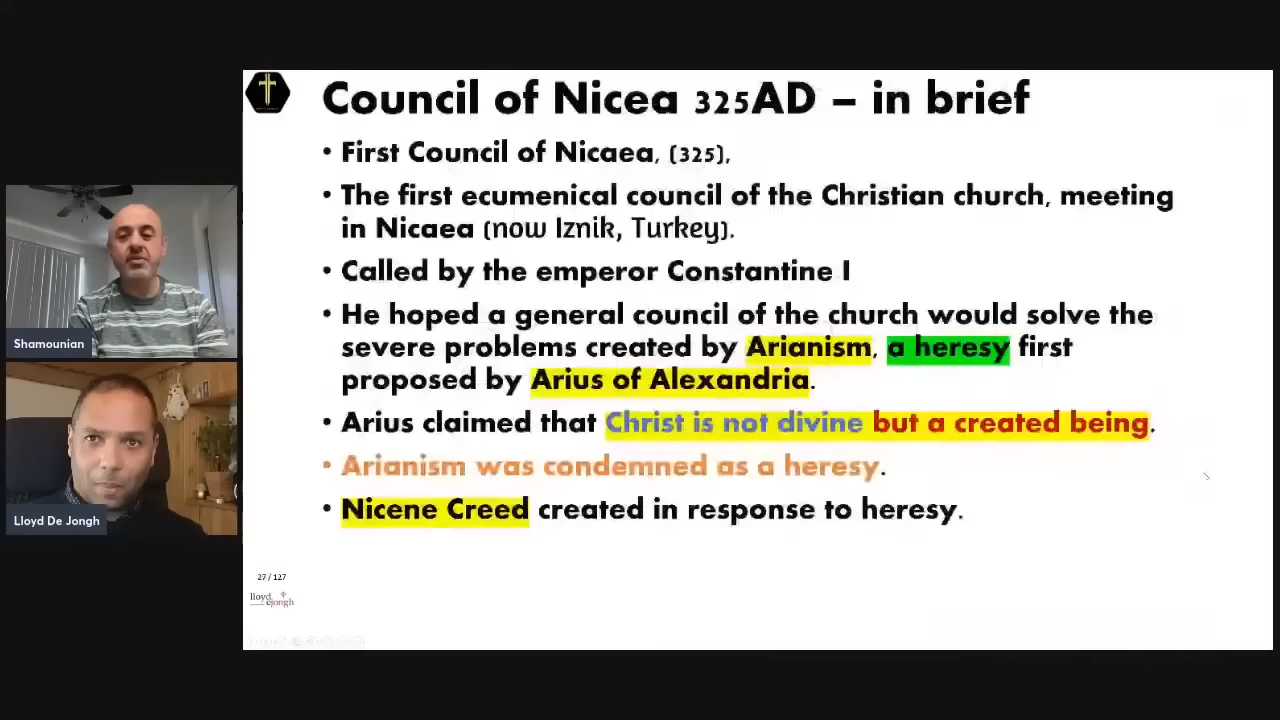 Council of Nicea 325AD – in brief
• First Council of Nicaea, (325),
• The first ecumenical council of the Christian church, meeting
in Nicaea (now Iznik, Turkey).
• Called by the emperor Constantine I
• He hoped a general council of the church would solve the
severe problems created by Arianism, a heresy first
proposed by Arius of Alexandria.
• Arius claimed that Christ is not divine but a created being.
• Arianism was condemned as a heresy.
• Nicene Creed created in response to heresy.
Shamounian
Lloyd De Jongh
27 / 127
lloyd
dejongh